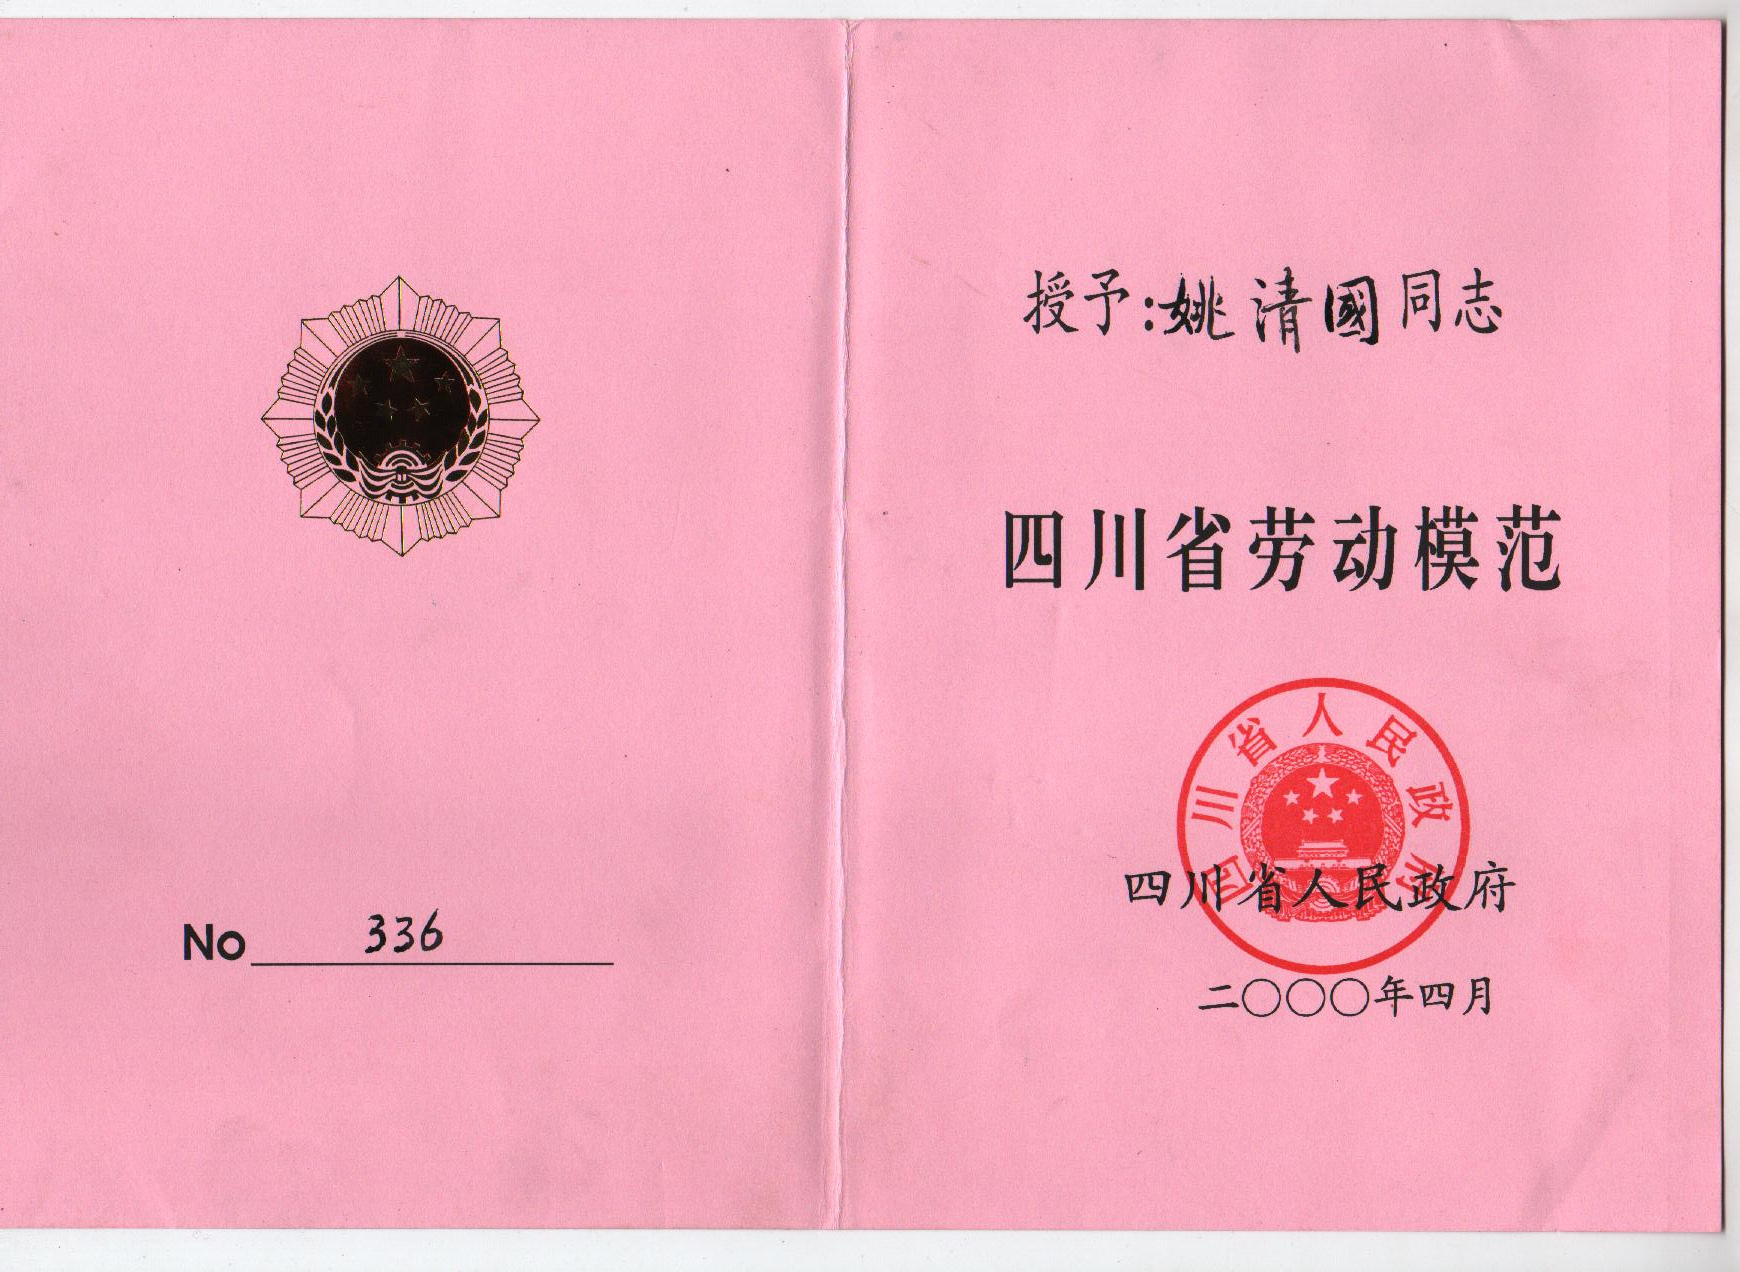 No 336
授予：姚清國同志
四川省劳动模范
四川省人民政府
四川省人民政府
二〇〇〇年四月